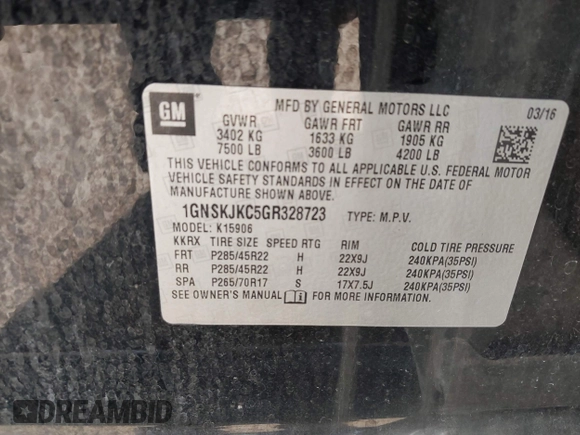 GM
MFD BY GENERAL MOTORS LLC 03/16
GVWR GAWR FRT GAWR RR
3402 KG 1633 KG 1905 KG
7500 LB 3600 LB 4200 LB
THIS VEHICLE CONFORMS TO ALL APPLICABLE U.S. FEDERAL MOTOR
VEHICLE SAFETY STANDARDS IN EFFECT ON THE DATE OF
MANUFACTURE SHOWN ABOVE.
1GNSKJKC5GR328723 TYPE: M.P.V.
MODEL: K15906
KKRX TIRE SIZE SPEED RTG RIM COLD TIRE PRESSURE
FRT P285/45R22 H 22X9J 240KPA(35PSI)
RR P285/45R22 H 22X9J 240KPA(35PSI)
SPA P265/70R17 S 17X7.5J 240KPA(35PSI)
SEE OWNER'S MANUAL FOR MORE INFORMATION
DREAMBID